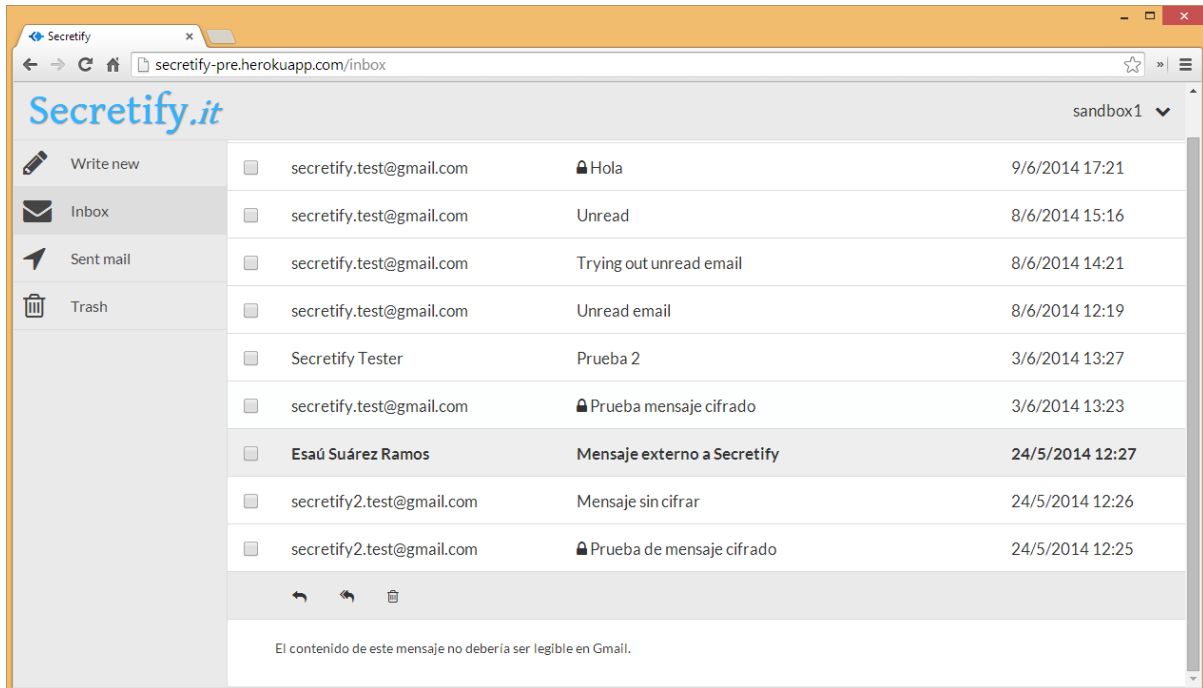 Secretify
secretify-pre.herokuapp.com/inbox
Secretify.it
sandbox1
Write new
Inbox
Sent mail
Trash
secretify.test@gmail.com Hola 9/6/2014 17:21
secretify.test@gmail.com Unread 8/6/2014 15:16
secretify.test@gmail.com Trying out unread email 8/6/2014 14:21
secretify.test@gmail.com Unread email 8/6/2014 12:19
Secretify Tester Prueba 2 3/6/2014 13:27
secretify.test@gmail.com Prueba mensaje cifrado 3/6/2014 13:23
Esaú Suárez Ramos Mensaje externo a Secretify 24/5/2014 12:27
secretify2.test@gmail.com Mensaje sin cifrar 24/5/2014 12:26
secretify2.test@gmail.com Prueba de mensaje cifrado 24/5/2014 12:25
El contenido de este mensaje no debería ser legible en Gmail.